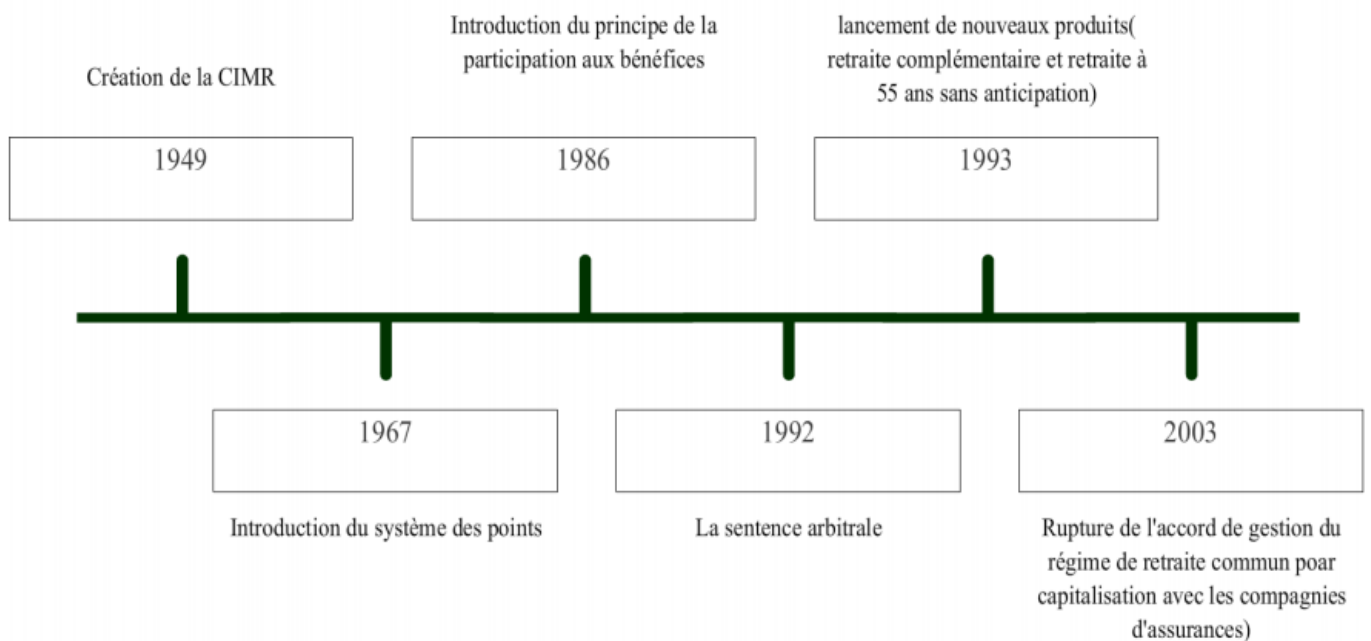 Création de la CIMR
1949
Introduction du système des points
1967
Introduction du principe de la
participation aux bénéfices
1986
La sentence arbitrale
1992
lancement de nouveaux produits(
retraite complémentaire et retraite à
55 ans sans anticipation)
1993
2003
Rupture de l'accord de gestion du
régime de retraite commun poar
capitalisation avec les compagnies
d'assurances)